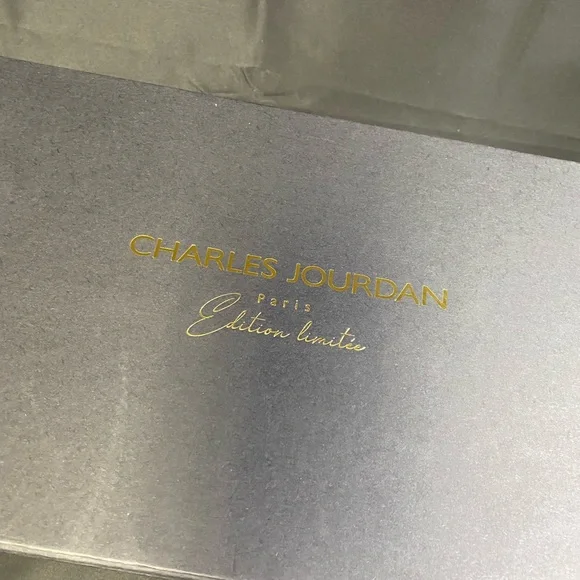 CHARLES JOURDAN
Paris
Edition limitée